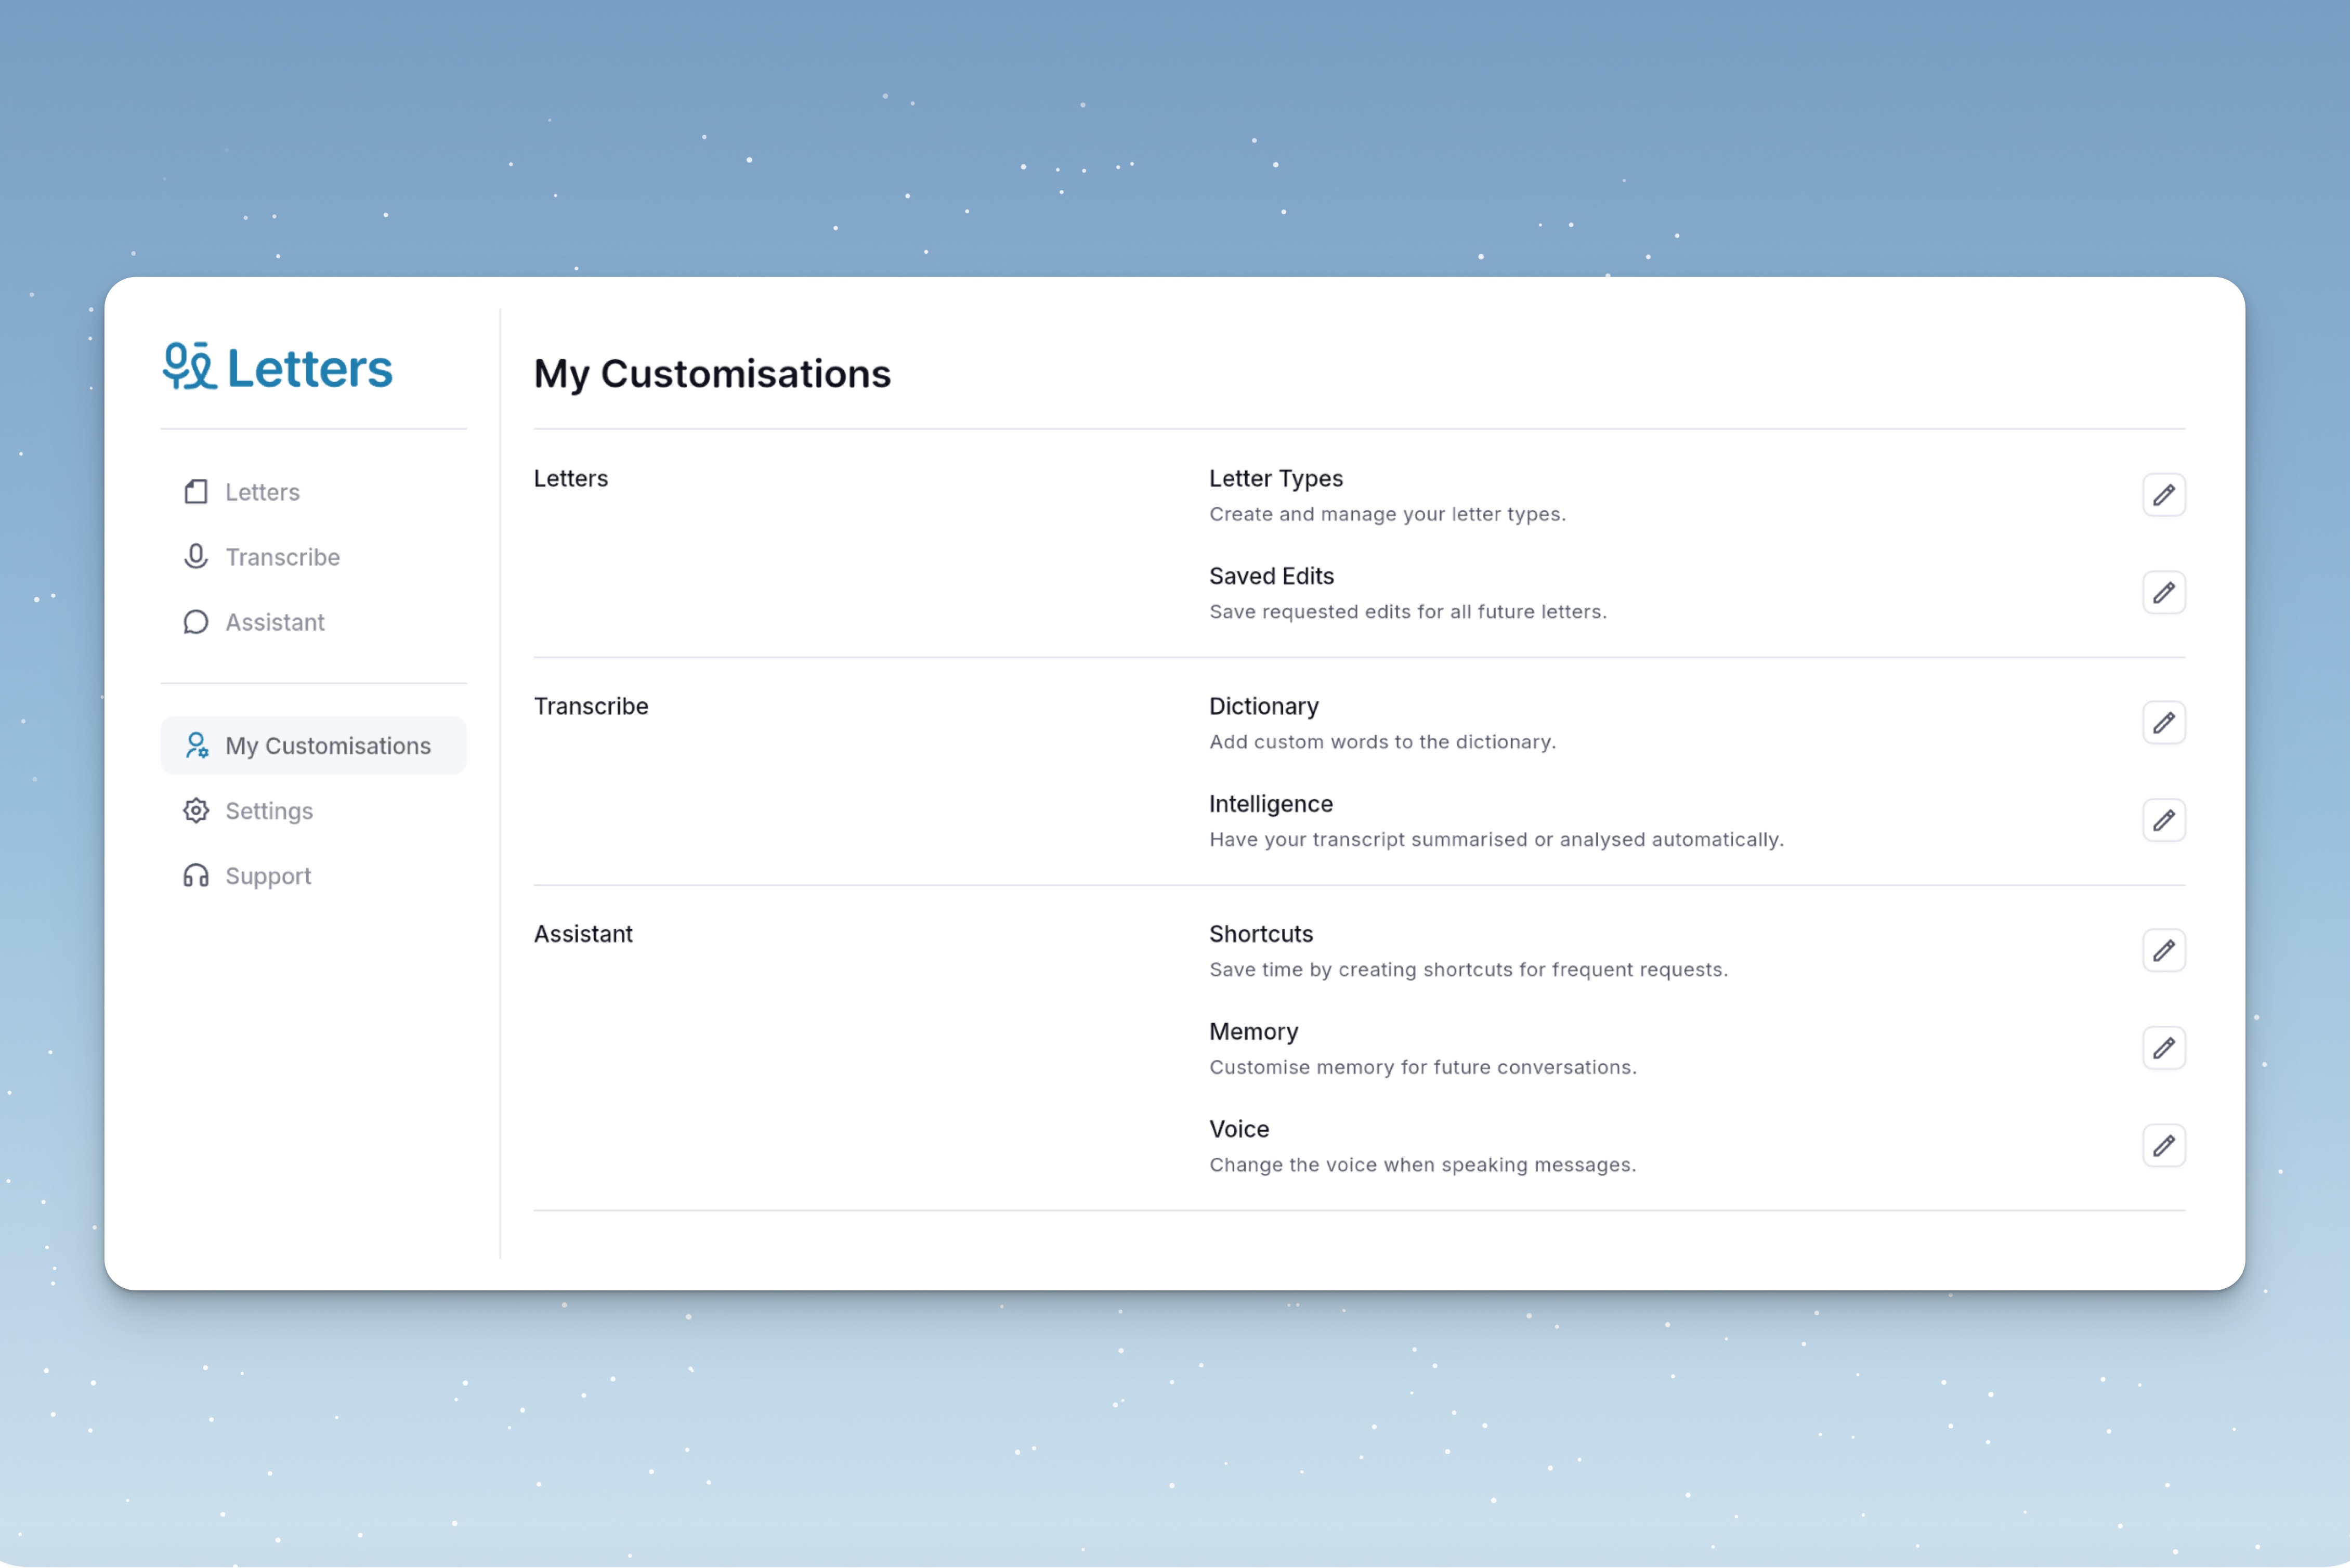 Letters
Letters
Transcribe
Assistant
My Customisations
Settings
Support
My Customisations
Letters
Letter Types
Create and manage your letter types.
Saved Edits
Save requested edits for all future letters.
Transcribe
Dictionary
Add custom words to the dictionary.
Intelligence
Have your transcript summarised or analysed automatically.
Assistant
Shortcuts
Save time by creating shortcuts for frequent requests.
Memory
Customise memory for future conversations.
Voice
Change the voice when speaking messages.